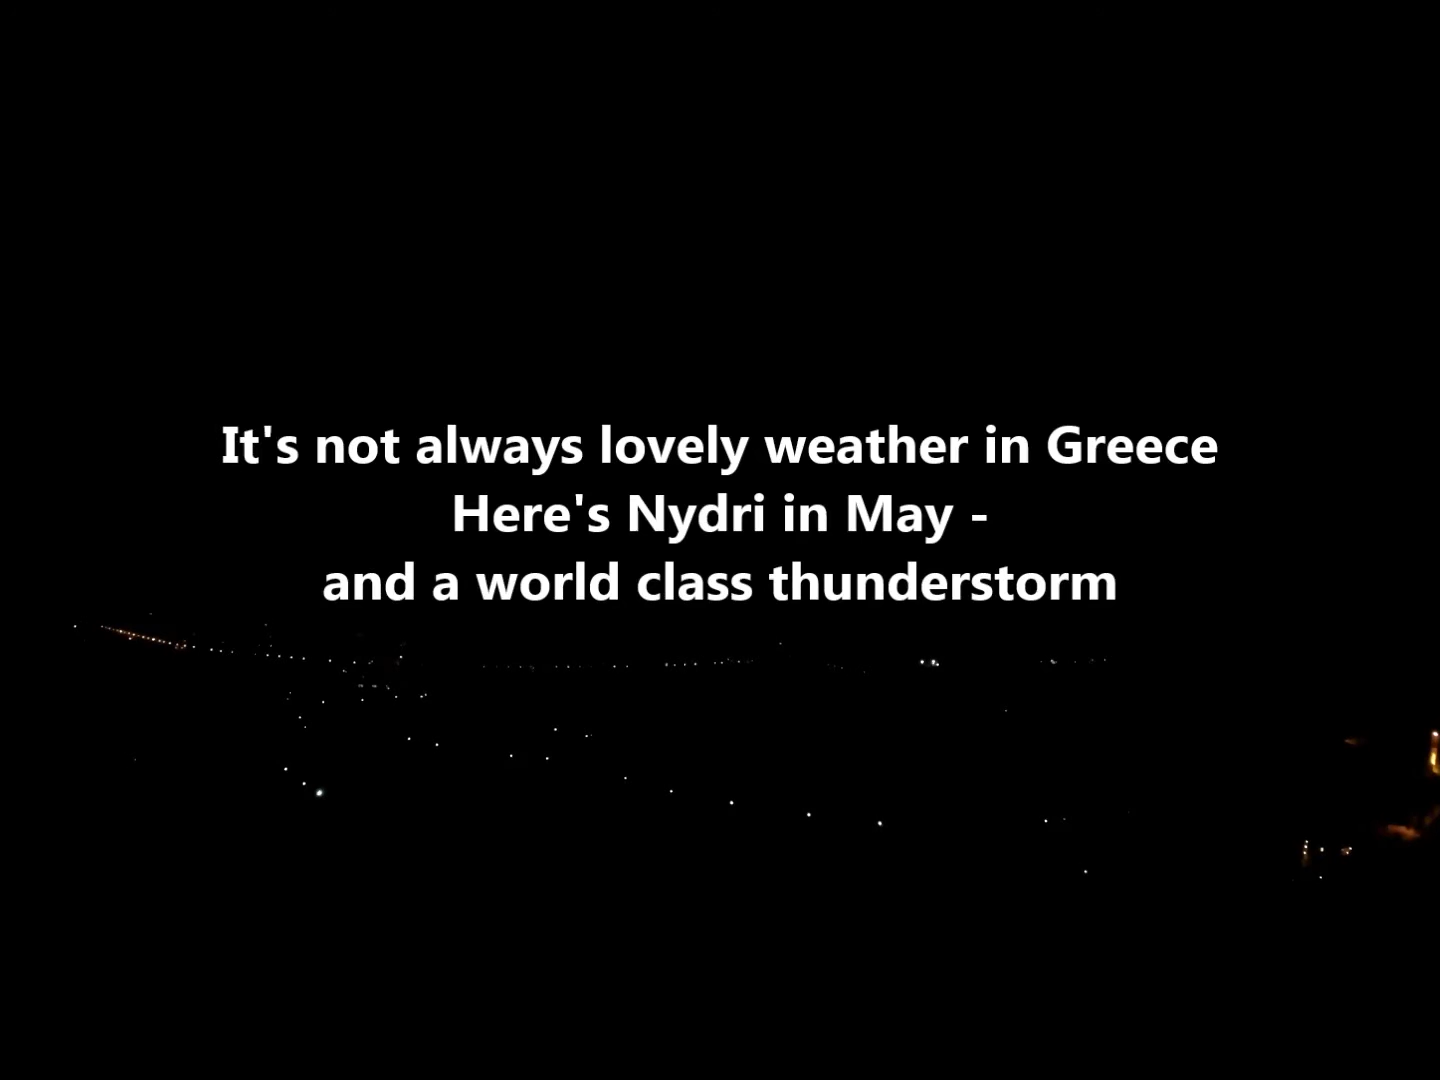 It's not always lovely weather in Greece
Here's Nydri in May -
and a world class thunderstorm